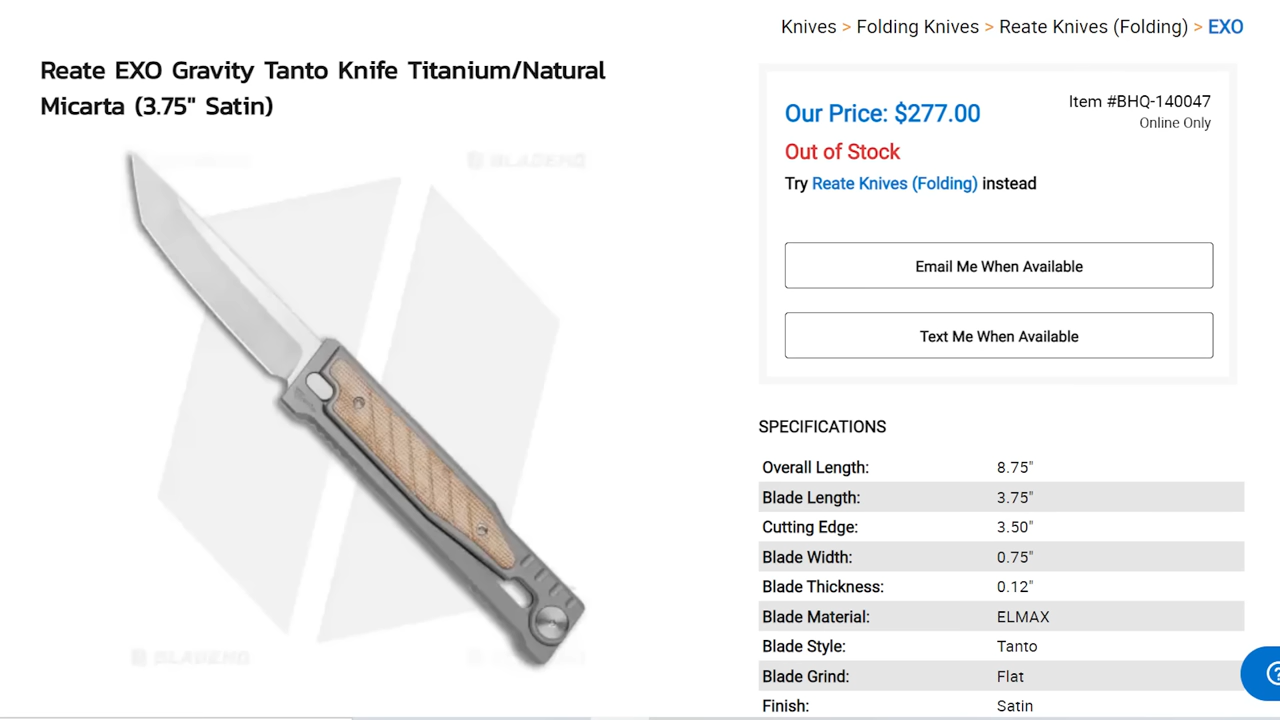 Knives > Folding Knives > Reate Knives (Folding) > EXO
Reate EXO Gravity Tanto Knife Titanium/Natural
Micarta (3.75" Satin)
Our Price: $277.00
Item #BHQ-140047
Online Only
Out of Stock
Try Reate Knives (Folding) instead
Email Me When Available
Text Me When Available
BLADEHQ
SPECIFICATIONS
Overall Length: 8.75"
Blade Length: 3.75"
Cutting Edge: 3.50"
Blade Width: 0.75"
Blade Thickness: 0.12"
Blade Material: ELMAX
Blade Style: Tanto
Blade Grind: Flat
Finish: Satin
BLADEHQ